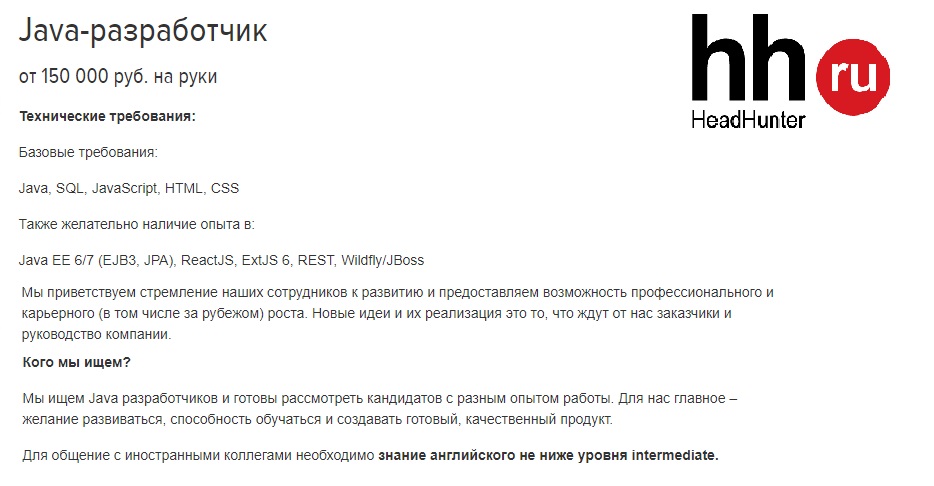 Java-разработчик
от 150 000 руб. на руки
hh ru
HeadHunter
Технические требования:
Базовые требования:
Java, SQL, JavaScript, HTML, CSS
Также желательно наличие опыта в:
Java EE 6/7 (EJB3, JPA), ReactJS, ExtJS 6, REST, Wildfly/JBoss
Мы приветствуем стремление наших сотрудников к развитию и предоставляем возможность профессионального и
карьерного (в том числе за рубежом) роста. Новые идеи и их реализация это то, что ждут от нас заказчики и
руководство компании.
Кого мы ищем?
Мы ищем Java разработчиков и готовы рассмотреть кандидатов с разным опытом работы. Для нас главное –
желание развиваться, способность обучаться и создавать готовый, качественный продукт.
Для общение с иностранными коллегами необходимо знание английского не ниже уровня intermediate.